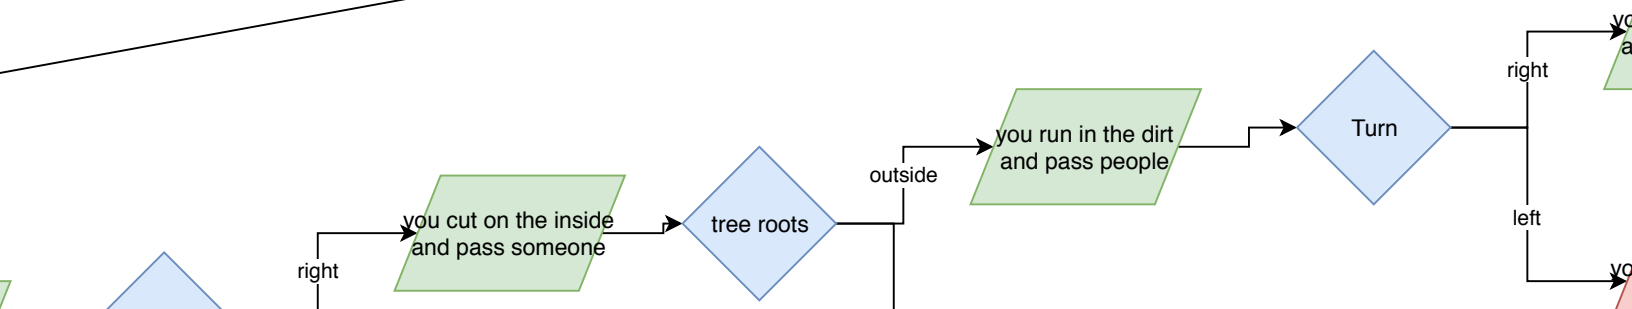 right
you cut on the inside
and pass someone
tree roots
outside
you run in the dirt
and pass people
Turn
right
left